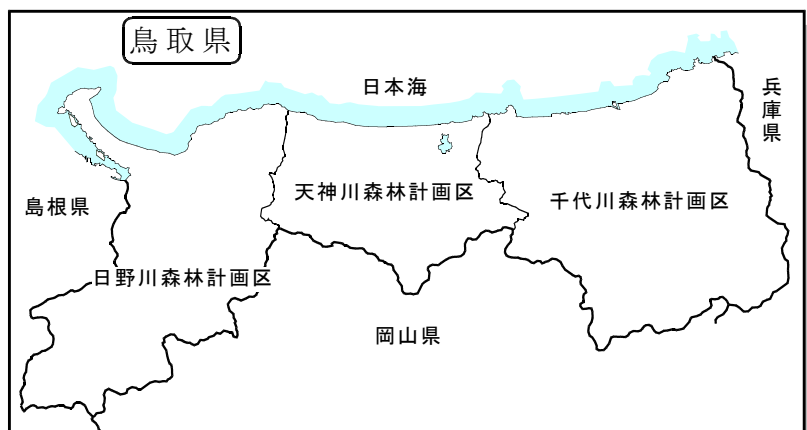 鳥取県
日本海
兵庫県
天神川森林計画区
千代川森林計画区
島根県
日野川森林計画区
岡山県